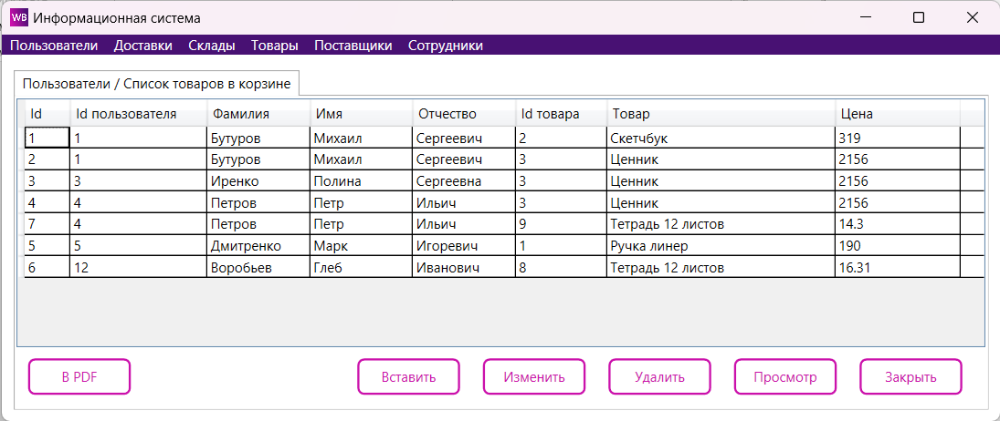 WB Информационная система
Пользователи Доставки Склады Товары Поставщики Сотрудники
Пользователи / Список товаров в корзине
Id Id пользователя Фамилия Имя Отчество Id товара Товар Цена
1 1 Бутуров Михаил Сергеевич 2 Скетчбук 319
2 1 Бутуров Михаил Сергеевич 3 Ценник 2156
3 3 Иренко Полина Сергеевна 3 Ценник 2156
4 4 Петров Петр Ильич 3 Ценник 2156
7 4 Петров Петр Ильич 9 Тетрадь 12 листов 14.3
5 5 Дмитренко Марк Игоревич 1 Ручка линер 190
6 12 Воробьев Глеб Иванович 8 Тетрадь 12 листов 16.31
В PDF Вставить Изменить Удалить Просмотр Закрыть